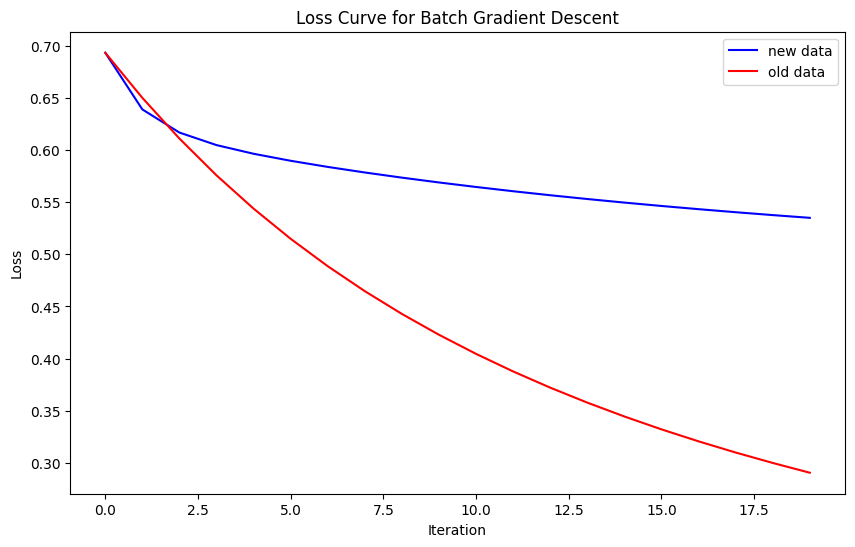 Loss Curve for Batch Gradient Descent
new data
old data
Loss
0.70
0.65
0.60
0.55
0.50
0.45
0.40
0.35
0.30
0.0 2.5 5.0 7.5 10.0 12.5 15.0 17.5
Iteration